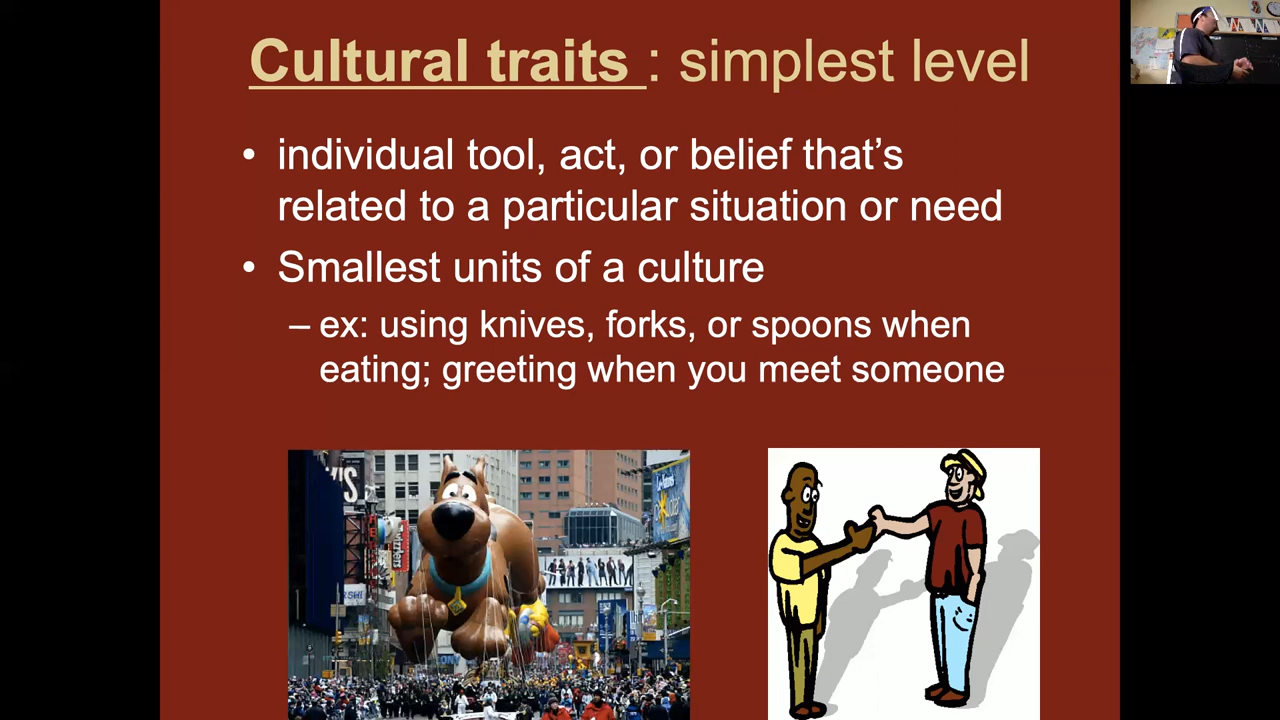 Cultural traits : simplest level
• individual tool, act, or belief that’s
related to a particular situation or need
• Smallest units of a culture
– ex: using knives, forks, or spoons when
eating; greeting when you meet someone